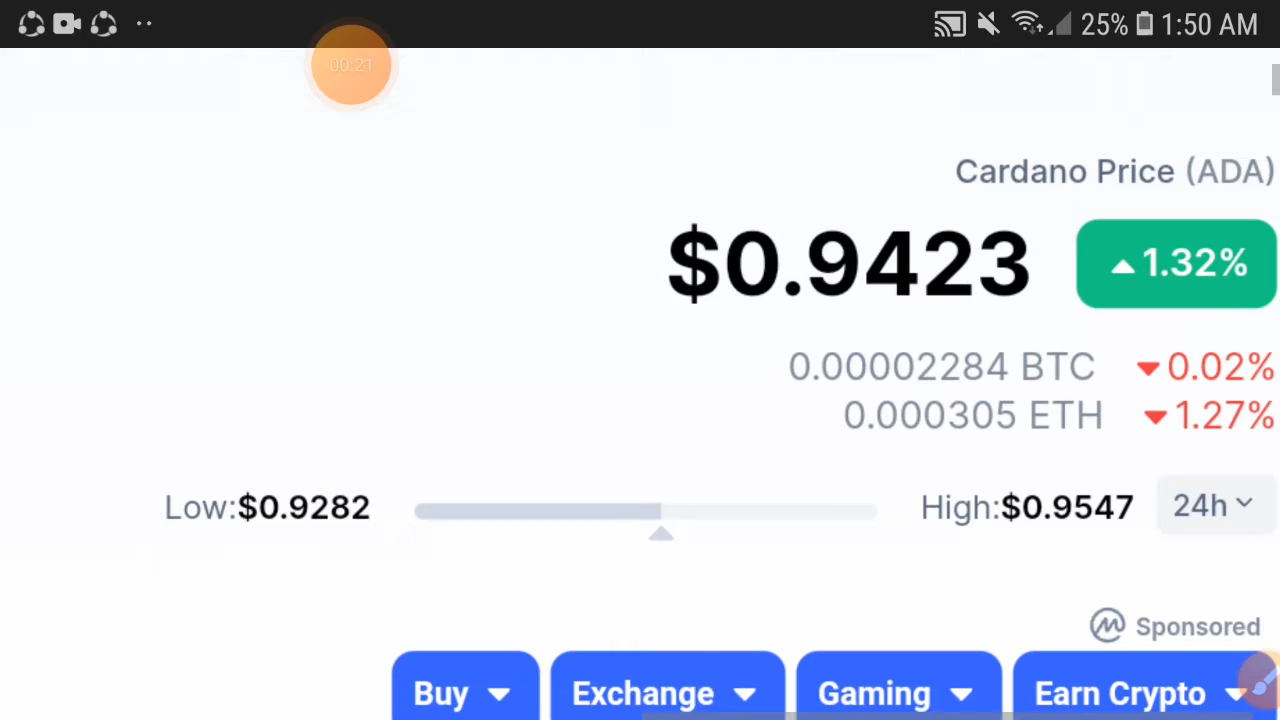 25% 1:50 AM
00:21
Cardano Price (ADA)
$0.9423 1.32%
0.00002284 BTC 0.02%
0.000305 ETH 1.27%
Low:$0.9282 High:$0.9547 24h
Sponsored
Buy Exchange Gaming Earn Crypto